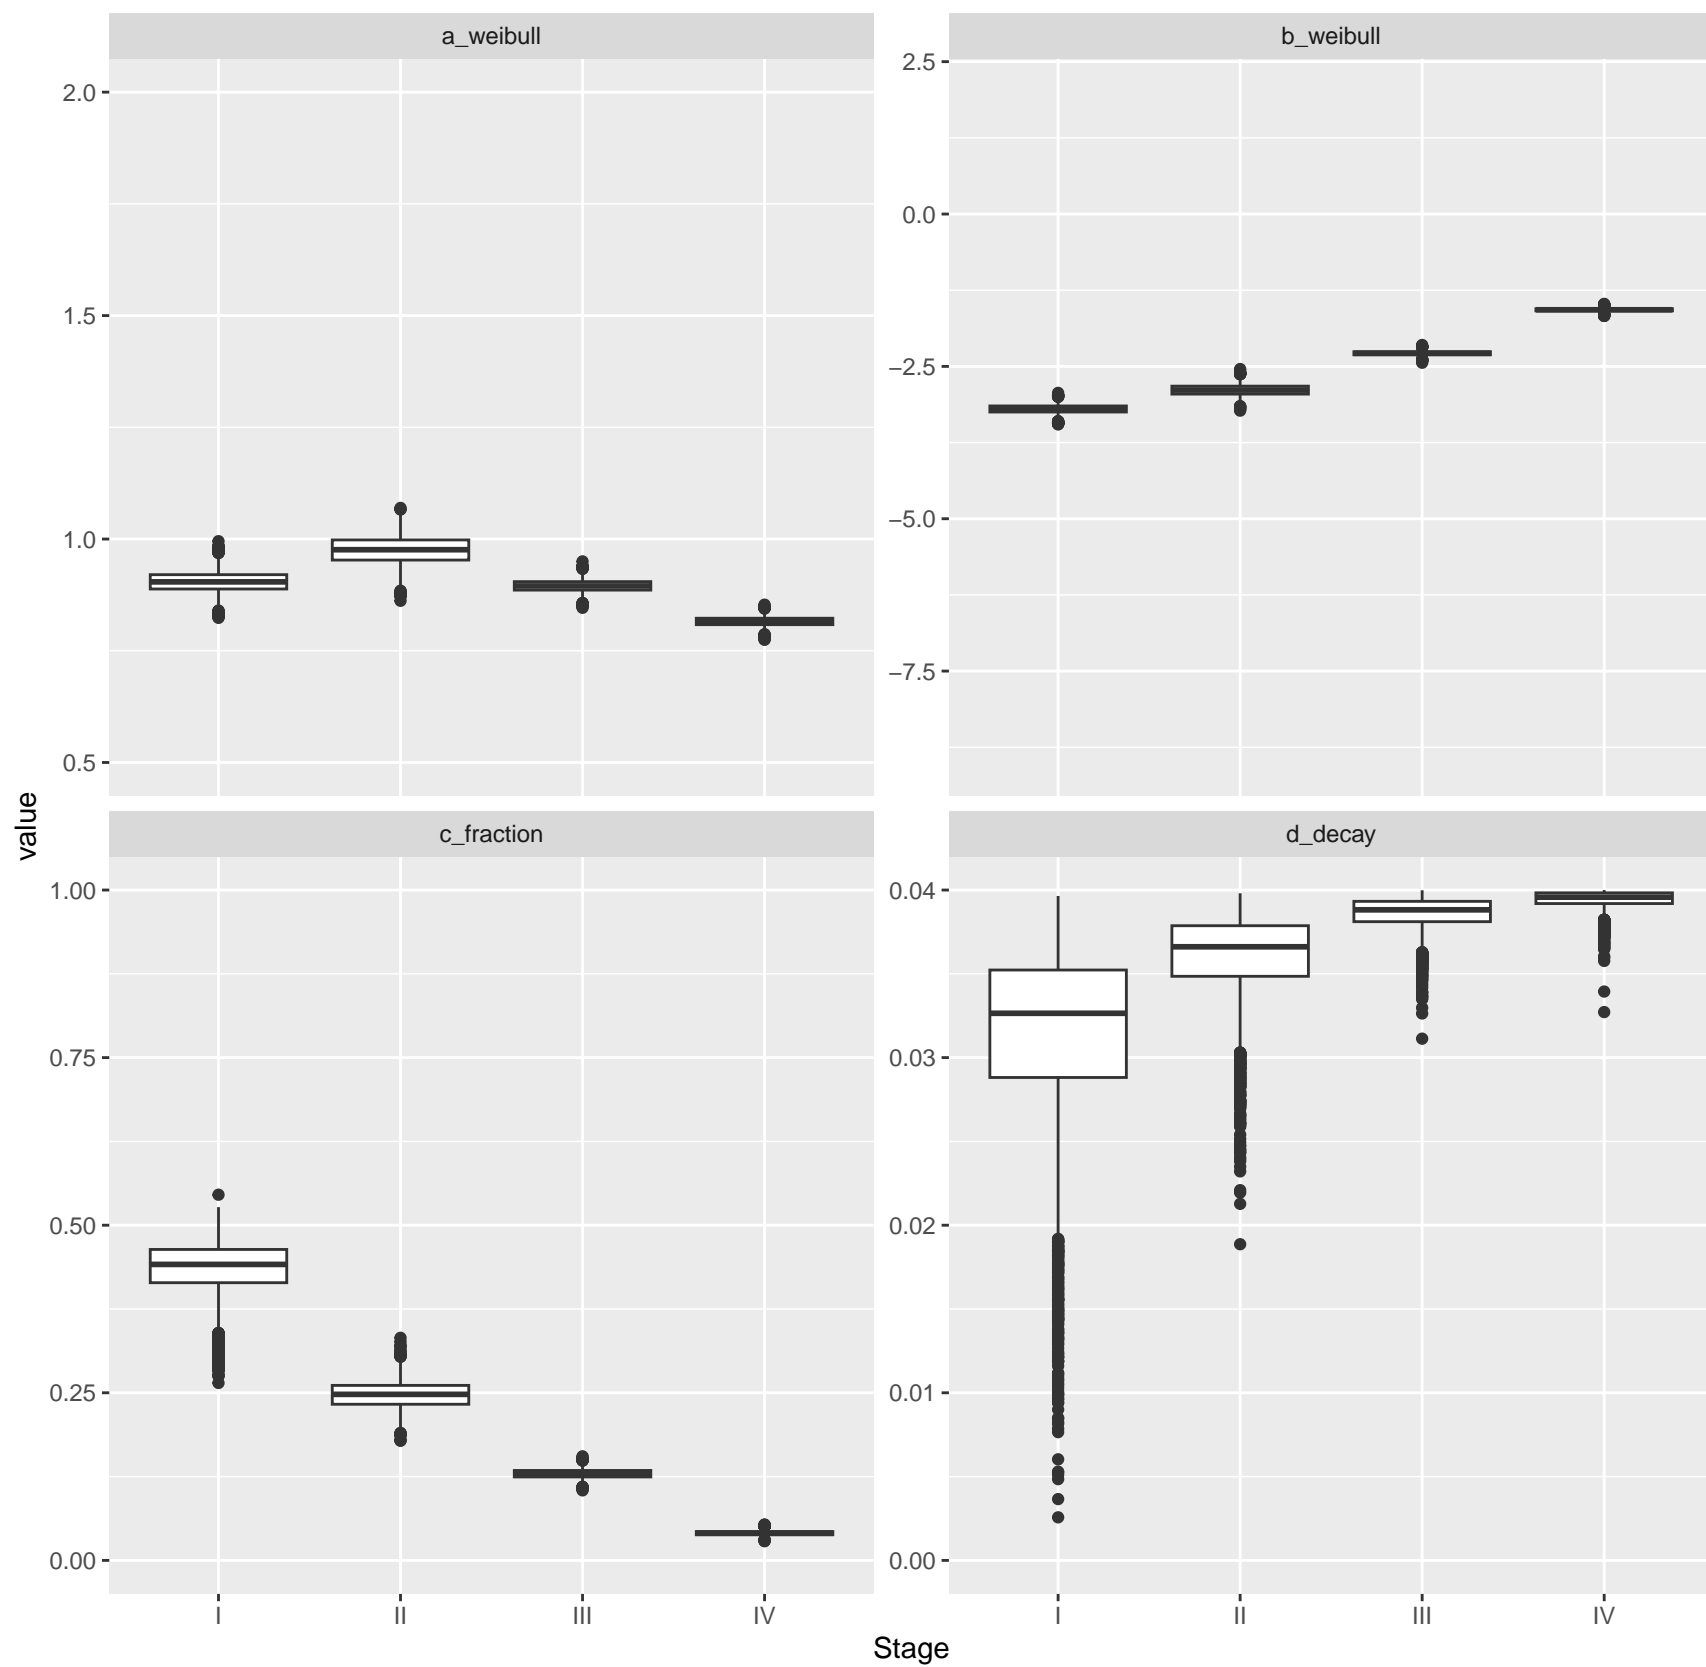 a_weibull
b_weibull
2.0
1.5
1.0
0.5
2.5
0.0
−2.5
−5.0
−7.5
value
c_fraction
d_decay
1.00
0.75
0.50
0.25
0.00
0.04
0.03
0.02
0.01
0.00
I II III IV
I II III IV
Stage